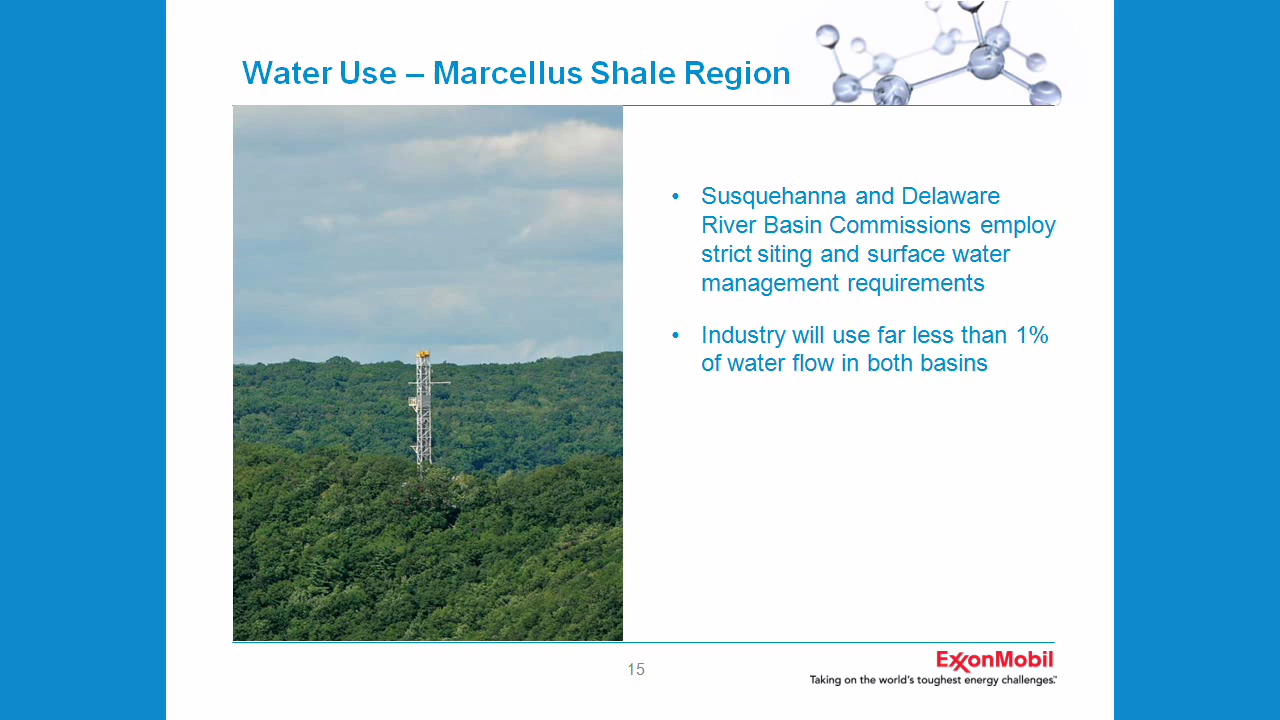 Water Use – Marcellus Shale Region
• Susquehanna and Delaware
River Basin Commissions employ
strict siting and surface water
management requirements
• Industry will use far less than 1%
of water flow in both basins
15
ExxonMobil
Taking on the world's toughest energy challenges.™